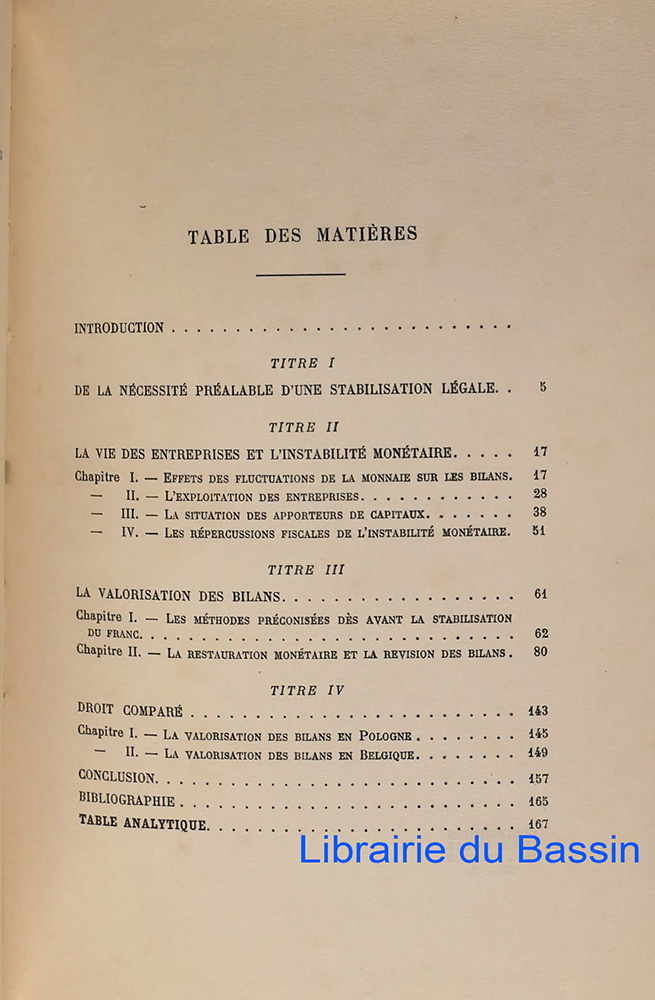 TABLE DES MATIÈRES
INTRODUCTION . . . . . . . . . . . . . . . . . . . . . . . . . . .
TITRE I
DE LA NÉCESSITÉ PRÉALABLE D'UNE STABILISATION LÉGALE. . 5
TITRE II
LA VIE DES ENTREPRISES ET L'INSTABILITÉ MONÉTAIRE. . . . . 17
Chapitre I. — EFFETS DES FLUCTUATIONS DE LA MONNAIE SUR LES BILANS. 17
— II. — L'EXPLOITATION DES ENTREPRISES. . . . . . . . . . . . 28
— III. — LA SITUATION DES APPORTEURS DE CAPITAUX. . . . . . . 38
— IV. — LES RÉPERCUSSIONS FISCALES DE L'INSTABILITÉ MONÉTAIRE. 51
TITRE III
LA VALORISATION DES BILANS. . . . . . . . . . . . . . . . . . . 61
Chapitre I. — LES MÉTHODES PRÉCONISÉES DÈS AVANT LA STABILISATION
DU FRANC. . . . . . . . . . . . . . . . . . . . . . . . . . . . . 62
Chapitre II. — LA RESTAURATION MONÉTAIRE ET LA REVISION DES BILANS . 80
TITRE IV
DROIT COMPARÉ . . . . . . . . . . . . . . . . . . . . . . . . . 143
Chapitre I. — LA VALORISATION DES BILANS EN POLOGNE . . . . . . . . 145
— II. — LA VALORISATION DES BILANS EN BELGIQUE. . . . . . . . 149
CONCLUSION. . . . . . . . . . . . . . . . . . . . . . . . . . . . 157
BIBLIOGRAPHIE . . . . . . . . . . . . . . . . . . . . . . . . . . 165
TABLE ANALYTIQUE. . . . . . . . . . . . . . . . . . . . . . . . . 167
Librairie du Bassin